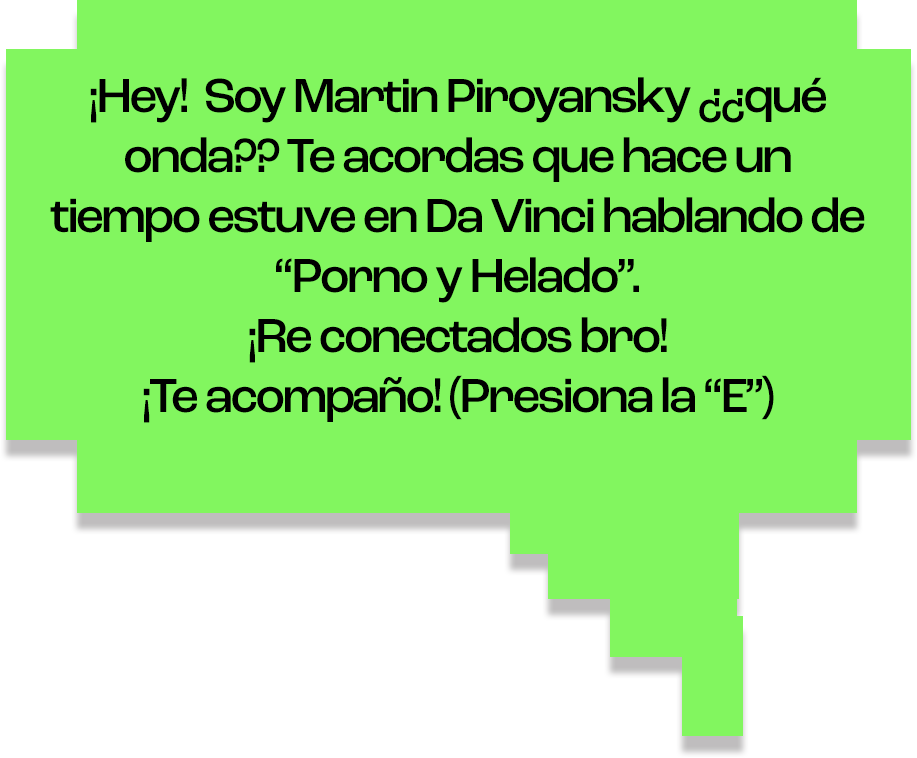 ¡Hey!  Soy Martin Piroyansky ¿¿qué
onda?? Te acordas que hace un
tiempo estuve en Da Vinci hablando de
“Porno y Helado”.
¡Re conectados bro!
¡Te acompaño! (Presiona la “E”)